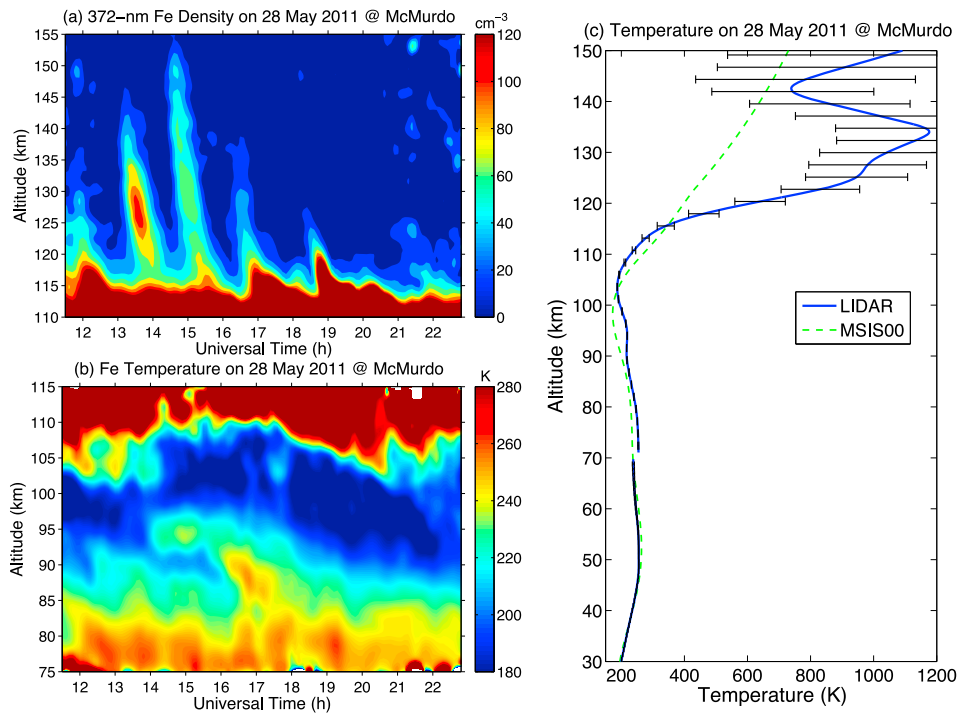 (a) 372-nm Fe Density on 28 May 2011 @ McMurdo
cm⁻³
155
150
145
140
135
130
125
120
115
110
Altitude (km)
12 13 14 15 16 17 18 19 20 21 22
Universal Time (h)
120
100
80
60
40
20
0
(b) Fe Temperature on 28 May 2011 @ McMurdo
K
115
110
105
100
95
90
85
80
75
Altitude (km)
12 13 14 15 16 17 18 19 20 21 22
Universal Time (h)
280
260
240
220
200
180
(c) Temperature on 28 May 2011 @ McMurdo
150
140
130
120
110
100
90
80
70
60
50
40
30
Altitude (km)
LIDAR
MSIS00
200 400 600 800 1000 1200
Temperature (K)